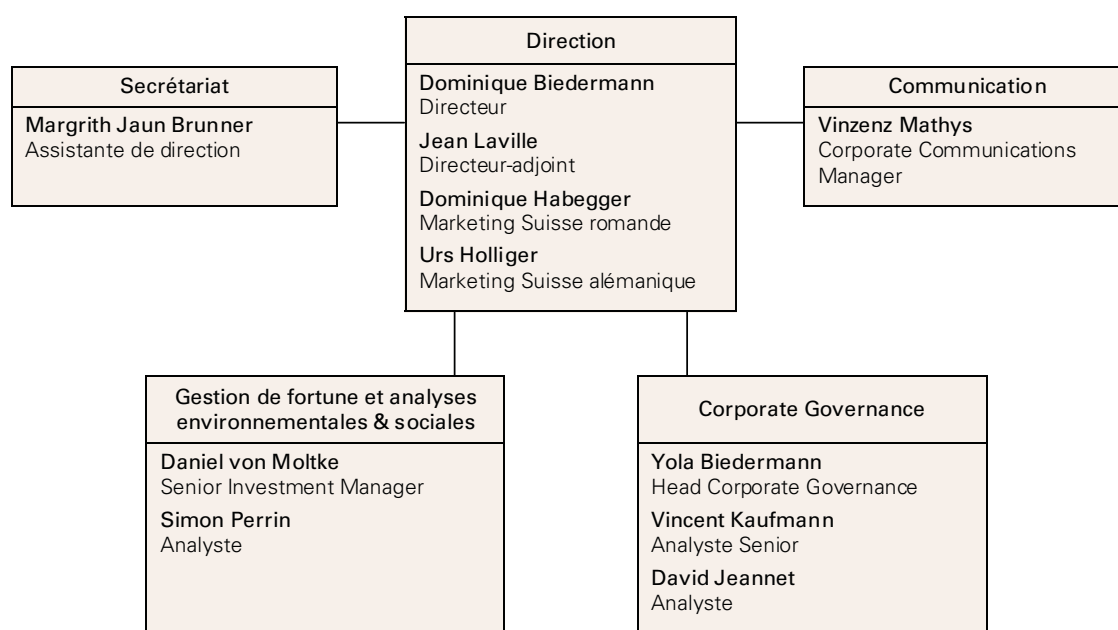 Direction
Dominique Biedermann
Directeur
Jean Laville
Directeur-adjoint
Dominique Habegger
Marketing Suisse romande
Urs Holliger
Marketing Suisse alémanique
Secrétariat
Margrith Jaun Brunner
Assistante de direction
Communication
Vinzenz Mathys
Corporate Communications
Manager
Gestion de fortune et analyses
environnementales & sociales
Daniel von Moltke
Senior Investment Manager
Simon Perrin
Analyste
Corporate Governance
Yola Biedermann
Head Corporate Governance
Vincent Kaufmann
Analyste Senior
David Jeannet
Analyste